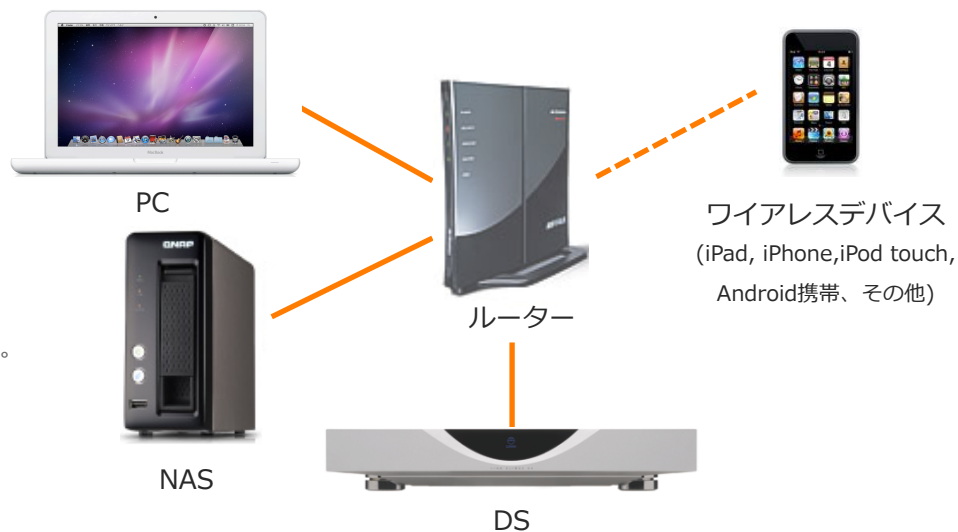 PC
ワイアレスデバイス
(iPad, iPhone,iPod touch,
Android携帯、その他)
QNAP
ルーター
。
NAS
DS